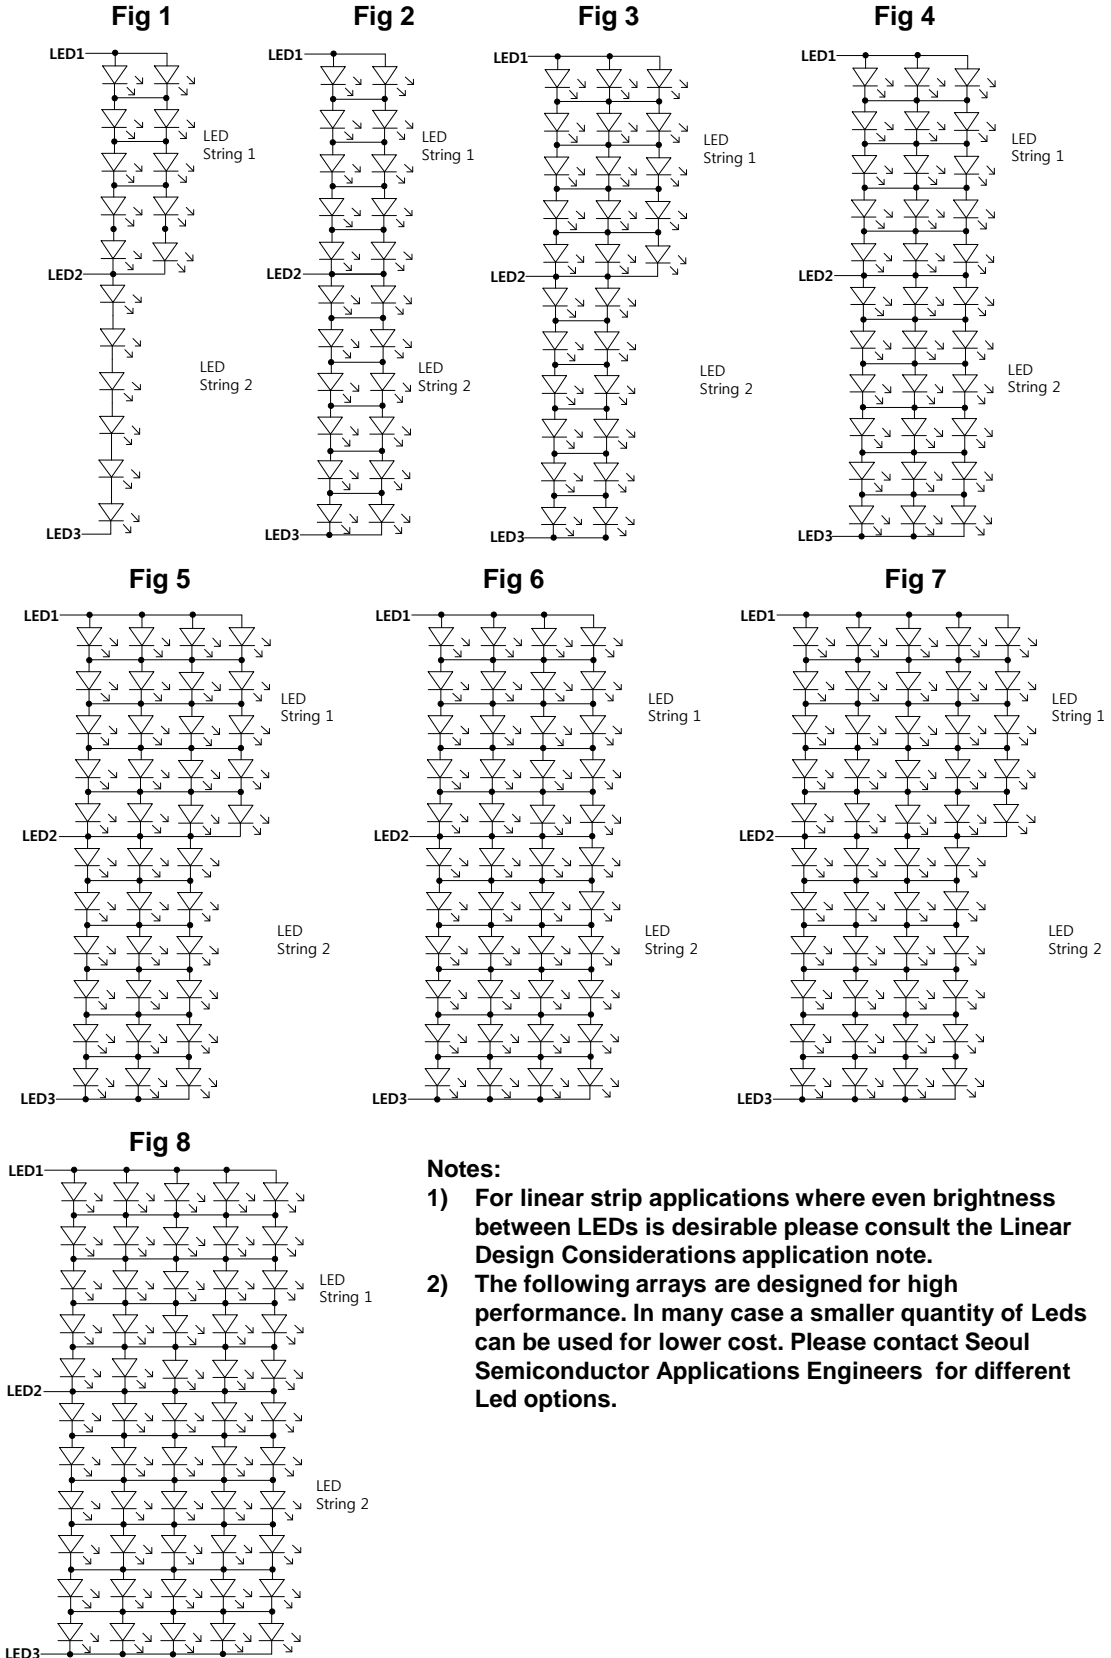 Fig 1
Fig 2
Fig 3
Fig 4
LED1
LED
String 1
LED2
LED
String 2
LED3
LED1
LED
String 1
LED2
LED
String 2
LED3
LED1
LED
String 1
LED2
LED
String 2
LED3
LED1
LED
String 1
LED2
LED
String 2
LED3
Fig 5
Fig 6
Fig 7
LED1
LED
String 1
LED2
LED
String 2
LED3
LED1
LED
String 1
LED2
LED
String 2
LED3
LED1
LED
String 1
LED2
LED
String 2
LED3
Fig 8
LED1
LED
String 1
LED2
LED
String 2
LED3
Notes:
1) For linear strip applications where even brightness
between LEDs is desirable please consult the Linear
Design Considerations application note.
2) The following arrays are designed for high
performance. In many case a smaller quantity of Leds
can be used for lower cost. Please contact Seoul
Semiconductor Applications Engineers for different
Led options.